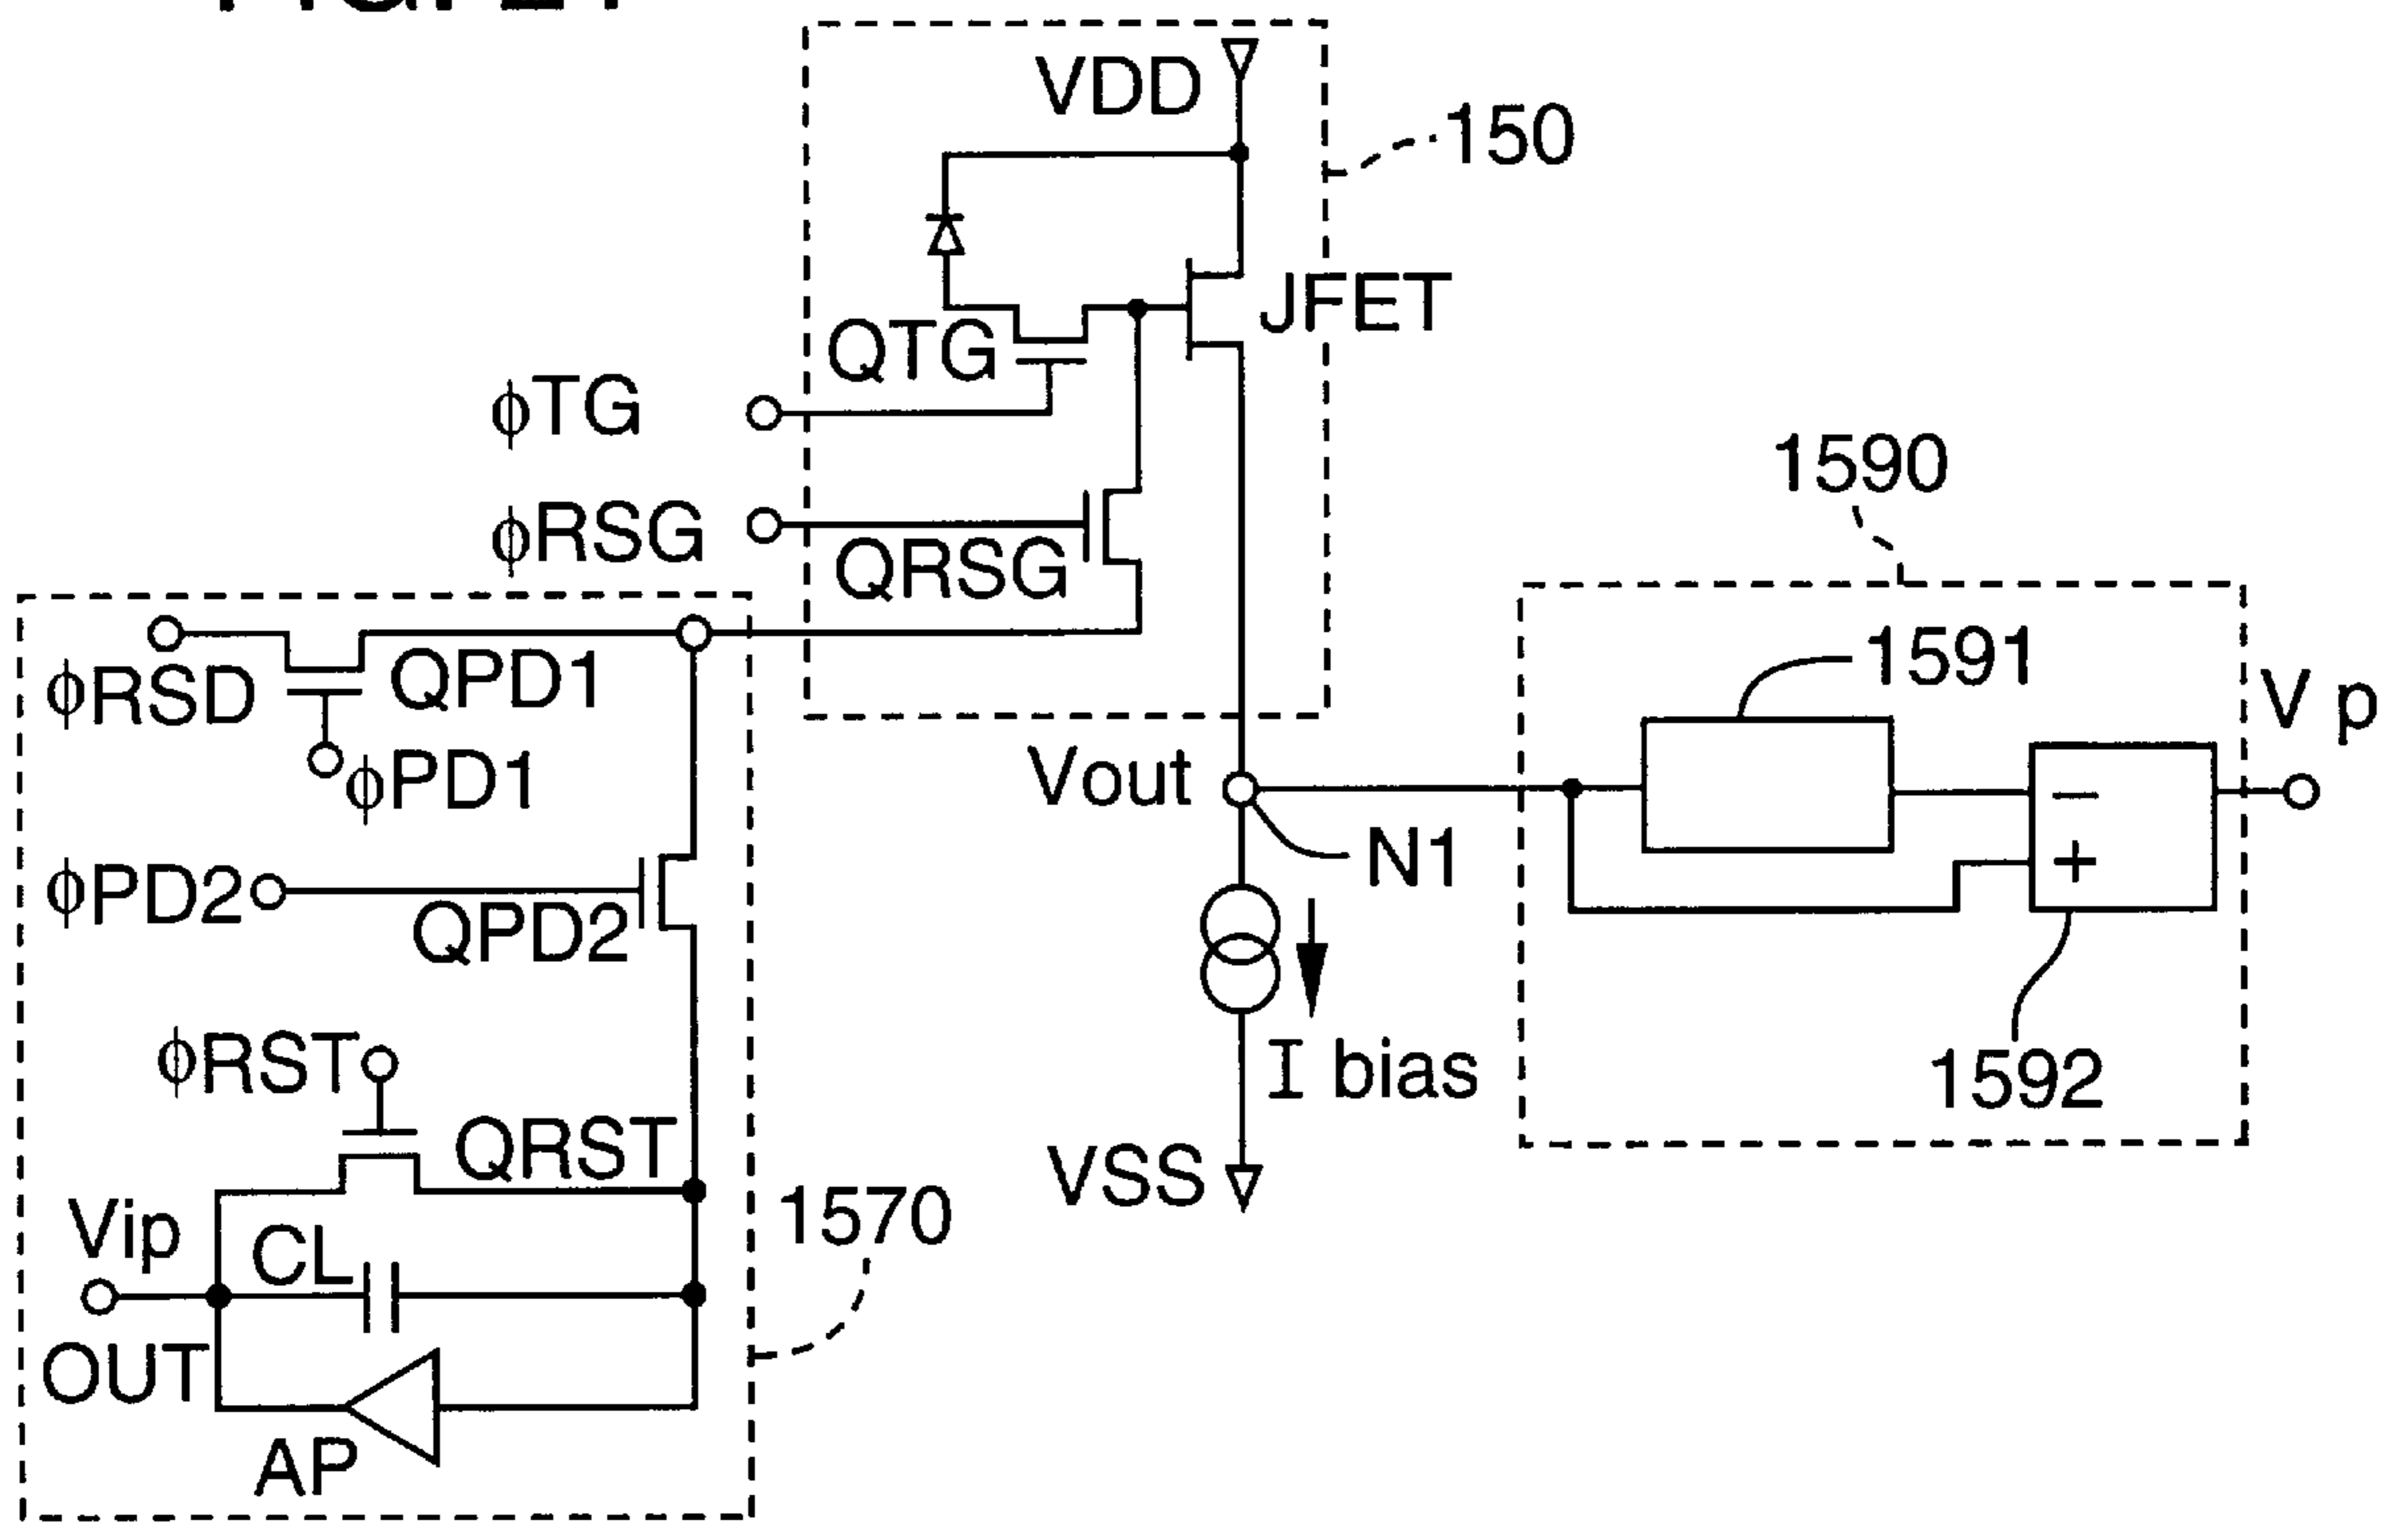 VDD
150
JFET
QTG
ϕTG
ϕRSG
QRSG
1590
ϕRSD
QPD1
1591
V p
ϕPD1
Vout
N1
ϕPD2
QPD2
ϕRST
I bias
1592
QRST
VSS
1570
Vip
CL
OUT
AP